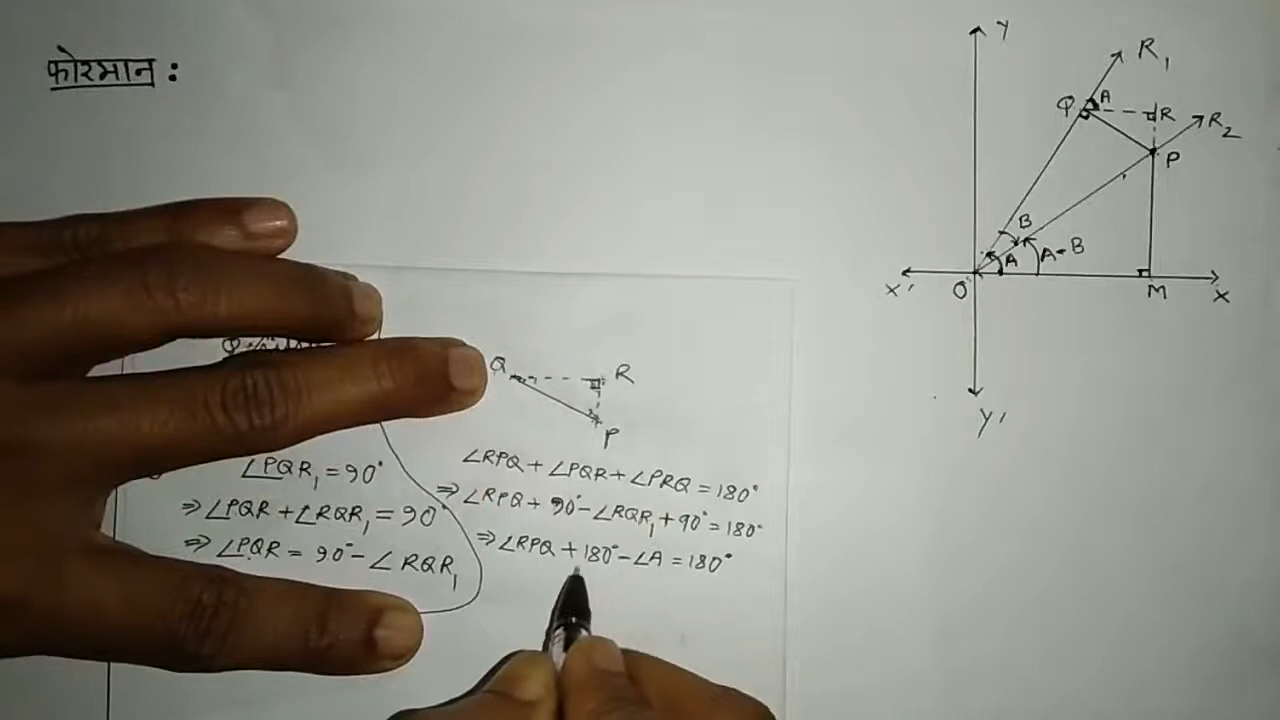 फोरमान :
Y
R₁
Q A R
R₂
P
B
A A-B
X' O M X
Y'
Q R
P
∠PQR₁ = 90°
⇒ ∠PQR + ∠RQR₁ = 90°
⇒ ∠PQR = 90° - ∠RQR₁
∠RPQ + ∠PQR + ∠PRQ = 180°
⇒ ∠RPQ + 90° - ∠RQR₁ + 90° = 180°
⇒ ∠RPQ + 180° - ∠A = 180°